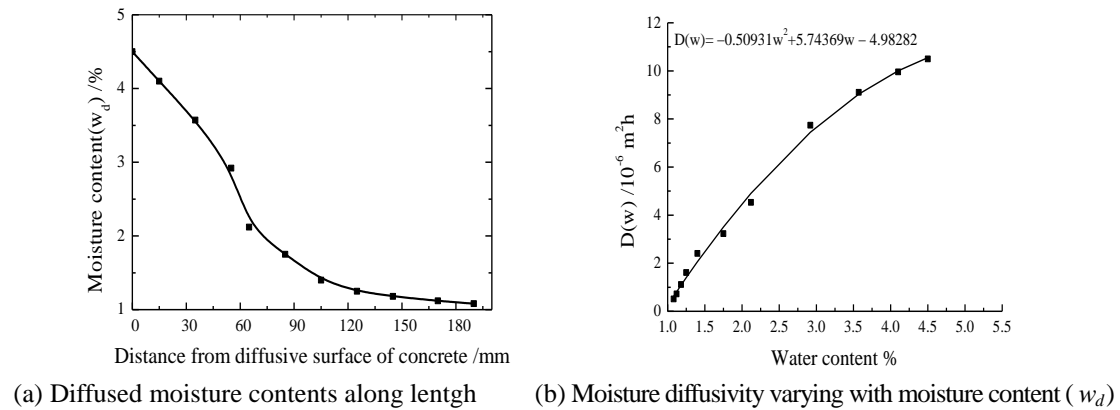 5
4
3
2
1
Moisture content(w_d) /%
0 30 60 90 120 150 180
Distance from diffusive surface of concrete /mm
(a) Diffused moisture contents along lentgh
12
10
8
6
4
2
0
D(w) /10⁻⁶ m²h
D(w)= −0.50931w²+5.74369w − 4.98282
1.0 1.5 2.0 2.5 3.0 3.5 4.0 4.5 5.0 5.5
Water content %
(b) Moisture diffusivity varying with moisture content ( w_d)